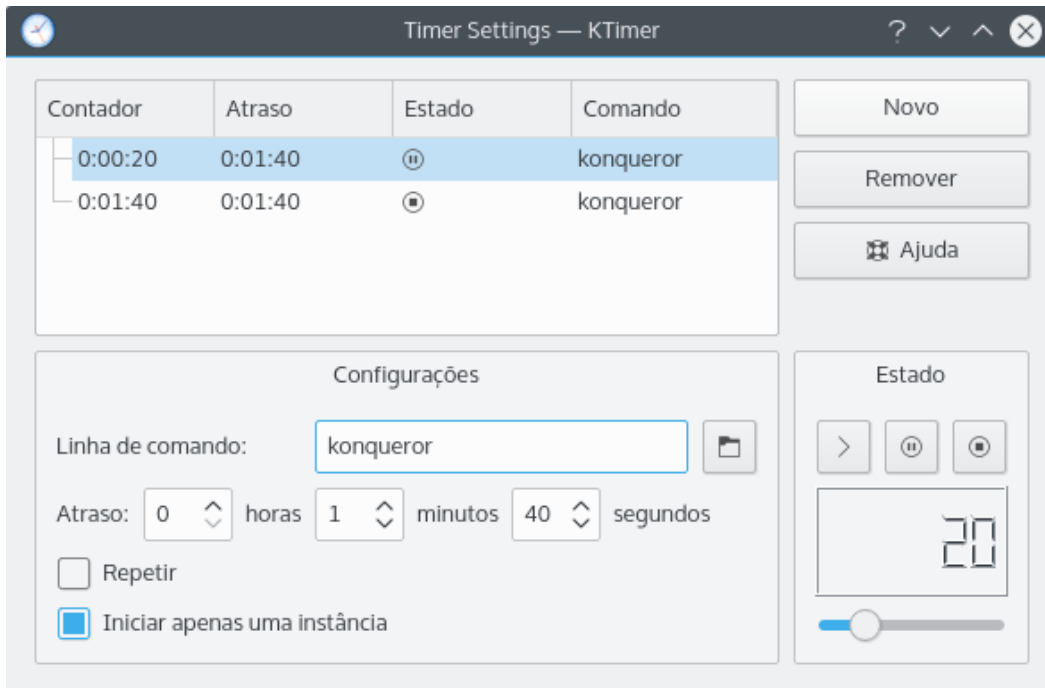 Timer Settings — KTimer
Contador Atraso Estado Comando
0:00:20 0:01:40 konqueror
0:01:40 0:01:40 konqueror
Novo
Remover
Ajuda
Configurações
Linha de comando: konqueror
Atraso: 0 horas 1 minutos 40 segundos
Repetir
Iniciar apenas uma instância
Estado
20